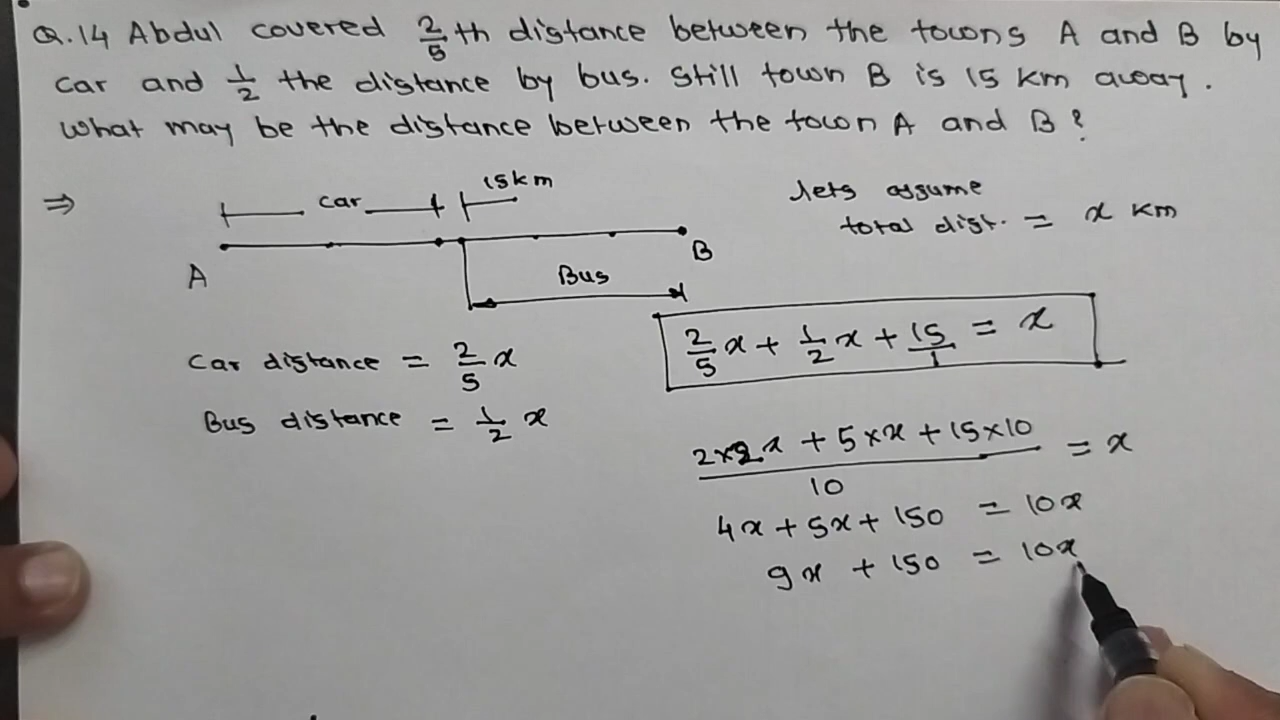 Q.14 Abdul covered 2/5 th distance between the towns A and B by
car and 1/2 the distance by bus. Still town B is 15 km away.
What may be the distance between the town A and B?
⇒ car 15km
lets assume
total dist. = x km
A B
Bus
Car distance = 2/5 x
Bus distance = 1/2 x
2/5 x + 1/2 x + 15/1 = x
2×2x + 5×x + 15×10 / 10 = x
4x + 5x + 150 = 10x
9x + 150 = 10x